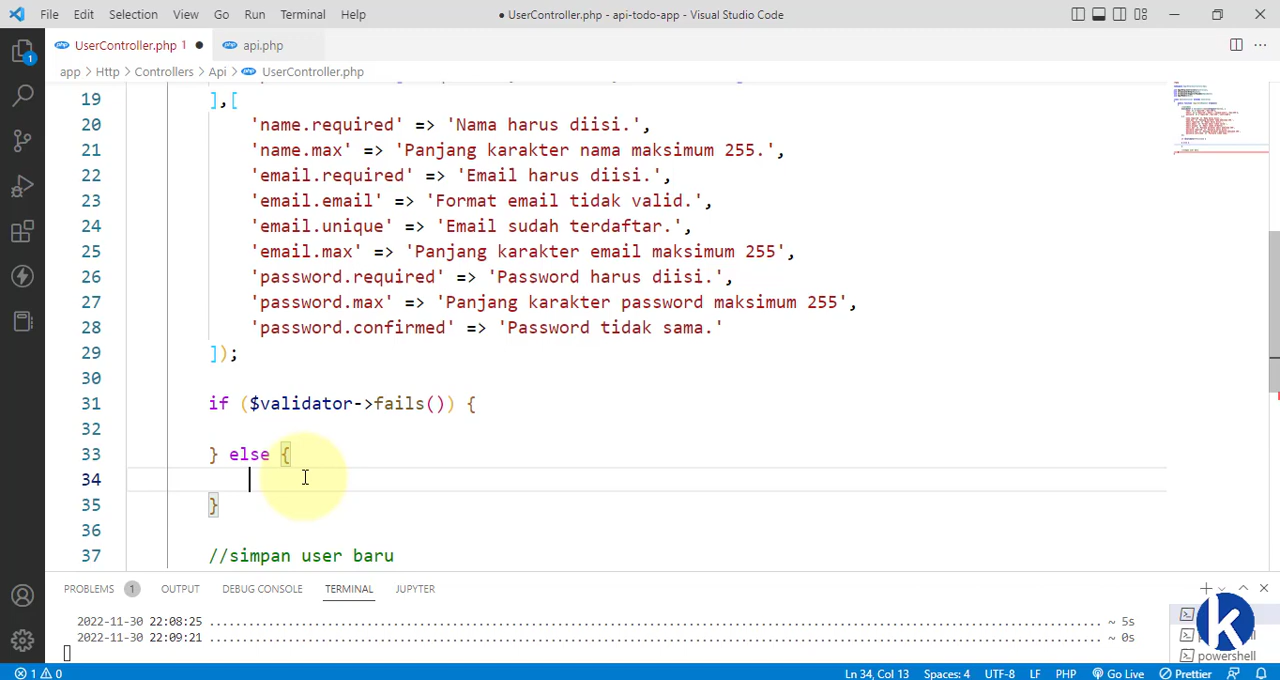 File Edit Selection View Go Run Terminal Help
● UserController.php - api-todo-app - Visual Studio Code
UserController.php 1 ● api.php
app > Http > Controllers > Api > UserController.php
19 ],[
20 'name.required' => 'Nama harus diisi.',
21 'name.max' => 'Panjang karakter nama maksimum 255.',
22 'email.required' => 'Email harus diisi.',
23 'email.email' => 'Format email tidak valid.',
24 'email.unique' => 'Email sudah terdaftar.',
25 'email.max' => 'Panjang karakter email maksimum 255',
26 'password.required' => 'Password harus diisi.',
27 'password.max' => 'Panjang karakter password maksimum 255',
28 'password.confirmed' => 'Password tidak sama.'
29 ]);
30
31 if ($validator->fails()) {
32
33 } else {
34
35 }
36
37 //simpan user baru
PROBLEMS 1 OUTPUT DEBUG CONSOLE TERMINAL JUPYTER
2022-11-30 22:08:25 ........ ~ 5s
2022-11-30 22:09:21 ........ ~ 0s
powershell
1 0 Ln 34, Col 13 Spaces: 4 UTF-8 LF PHP Go Live Prettier